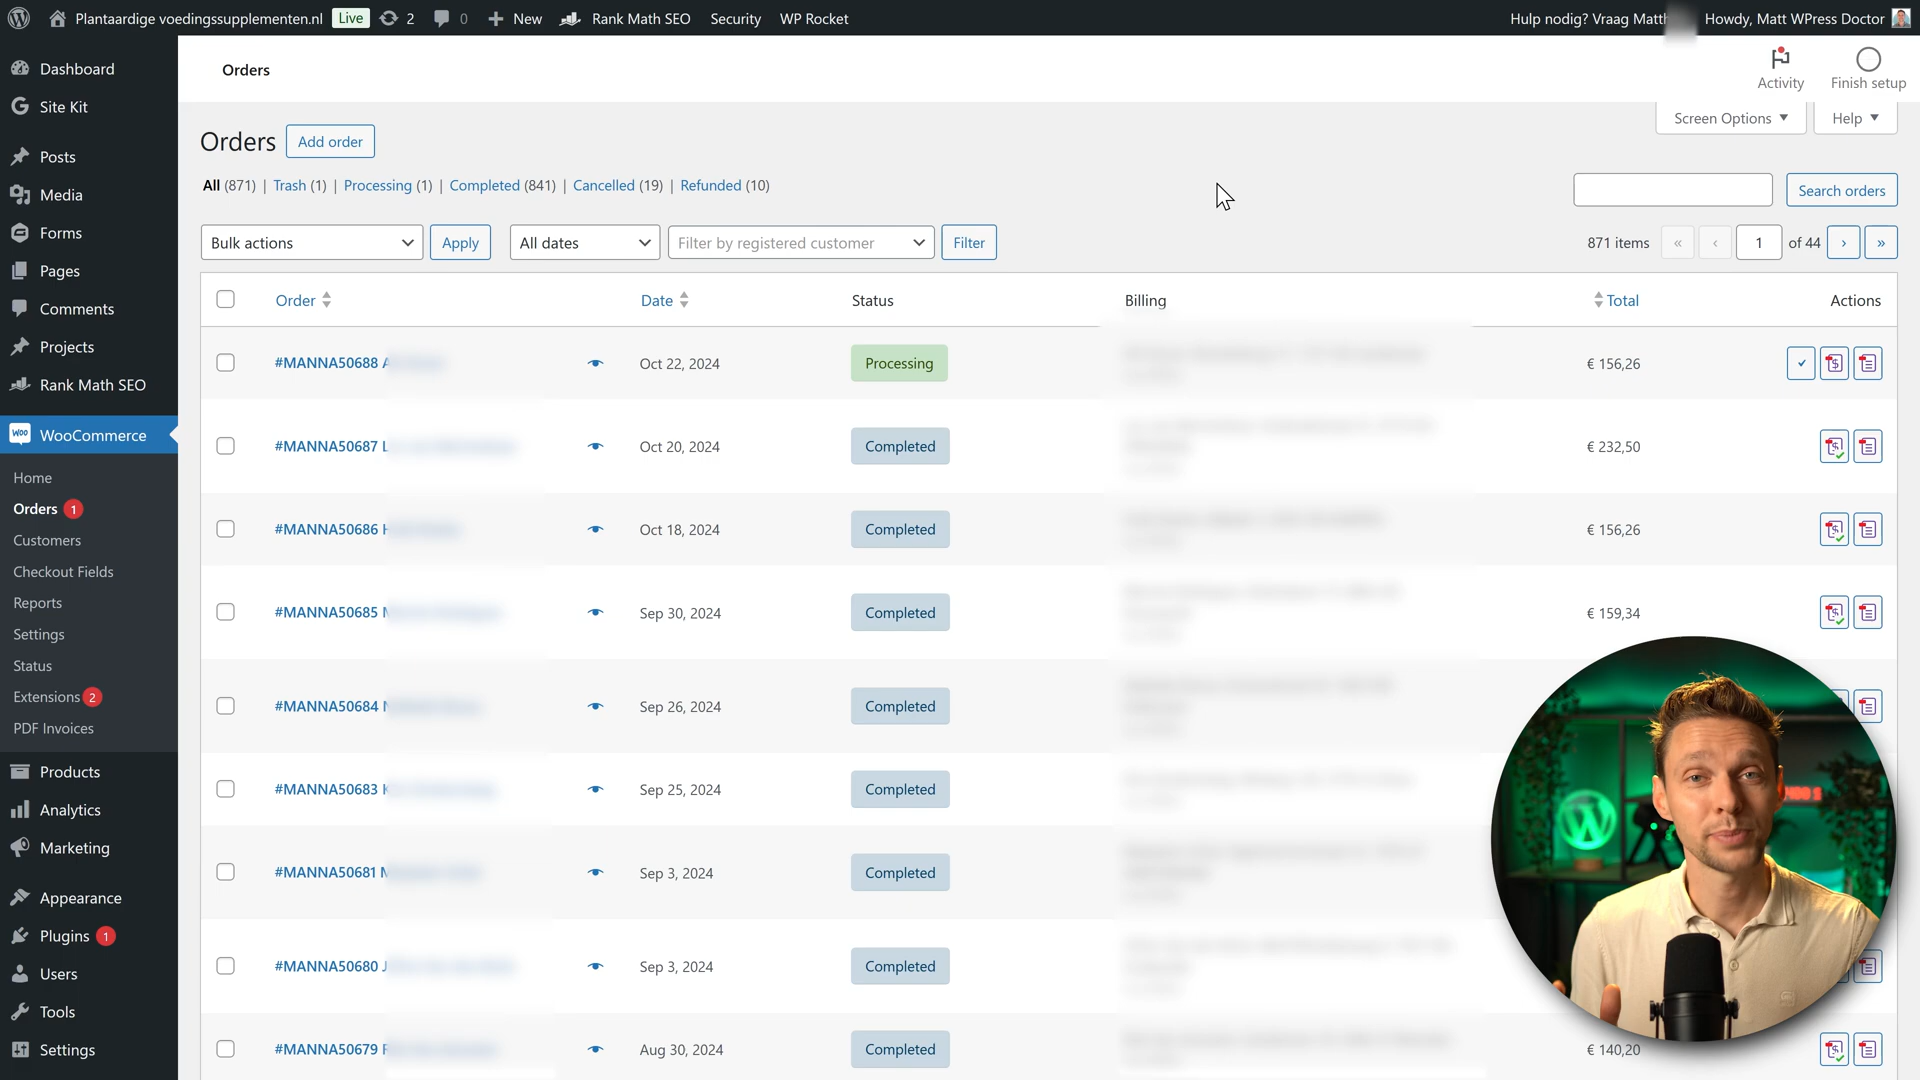 Plantaardige voedingssupplementen.nl Live 2 0 New Rank Math SEO Security WP Rocket
Hulp nodig? Vraag Howdy, Matt WPress Doctor
Dashboard
Site Kit
Posts
Media
Forms
Pages
Comments
Projects
Rank Math SEO
Woo WooCommerce
Home
Orders 1
Customers
Checkout Fields
Reports
Settings
Status
Extensions 2
PDF Invoices
Products
Analytics
Marketing
Appearance
Plugins 1
Users
Tools
Settings
Orders
Activity
Finish setup
Screen Options
Help
Orders Add order
All (871) | Trash (1) | Processing (1) | Completed (841) | Cancelled (19) | Refunded (10)
Search orders
Bulk actions Apply All dates Filter by registered customer Filter
871 items « ‹ 1 of 44 › »
Order Date Status Billing Total Actions
#MANNA50688 Oct 22, 2024 Processing € 156,26
#MANNA50687 Oct 20, 2024 Completed € 232,50
#MANNA50686 Oct 18, 2024 Completed € 156,26
#MANNA50685 Sep 30, 2024 Completed € 159,34
#MANNA50684 Sep 26, 2024 Completed
#MANNA50683 Sep 25, 2024 Completed
#MANNA50681 Sep 3, 2024 Completed
#MANNA50680 Sep 3, 2024 Completed
#MANNA50679 Aug 30, 2024 Completed € 140,20